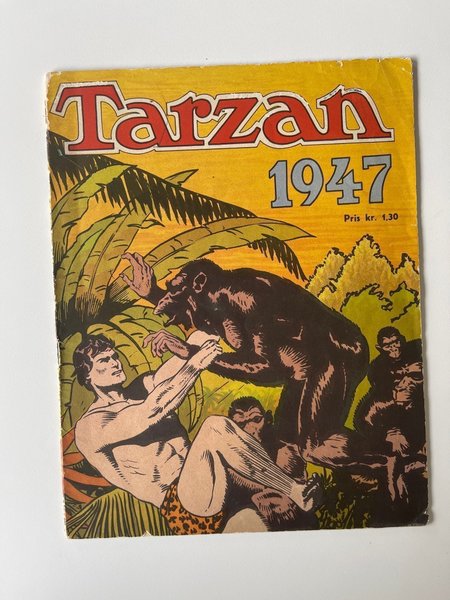 Tarzan
1947
Pris kr. 1.30